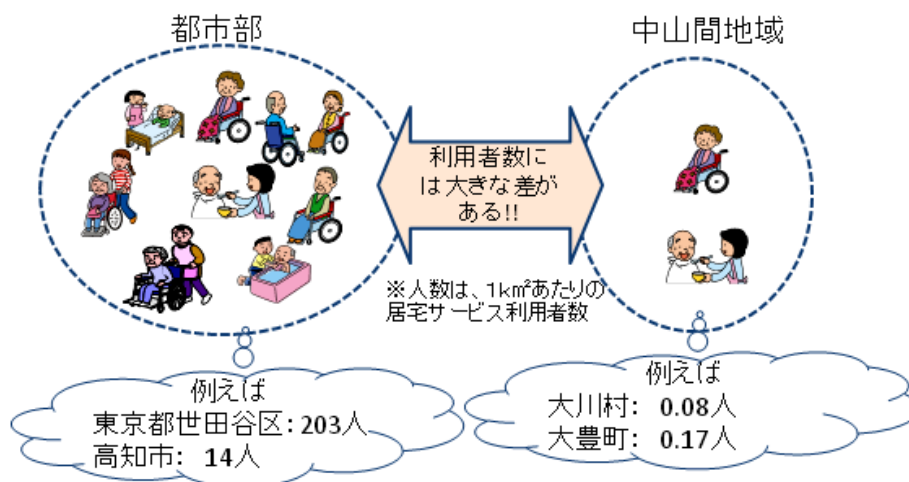 都市部
中山間地域
利用者数に
は大きな差が
ある!!
※人数は、1km²あたりの
居宅サービス利用者数
例えば
東京都世田谷区：203人
高知市： 14人
例えば
大川村： 0.08人
大豊町： 0.17人